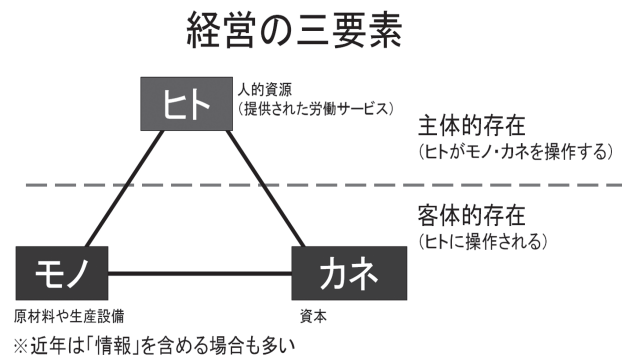 経営の三要素
ヒト
人的資源
(提供された労働サービス)
主体的存在
(ヒトがモノ・カネを操作する)
客体的存在
(ヒトに操作される)
モノ
カネ
原材料や生産設備
資本
※近年は「情報」を含める場合も多い